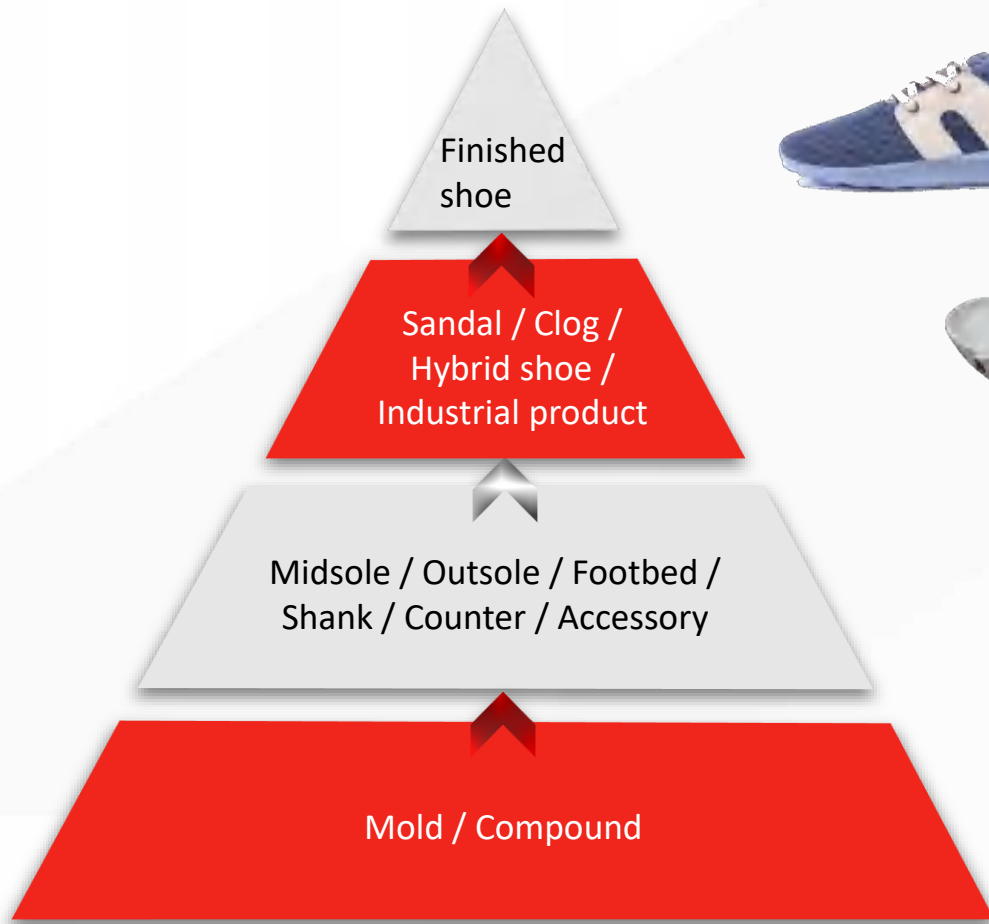 Finished
shoe
Sandal / Clog /
Hybrid shoe /
Industrial product
Midsole / Outsole / Footbed /
Shank / Counter / Accessory
Mold / Compound